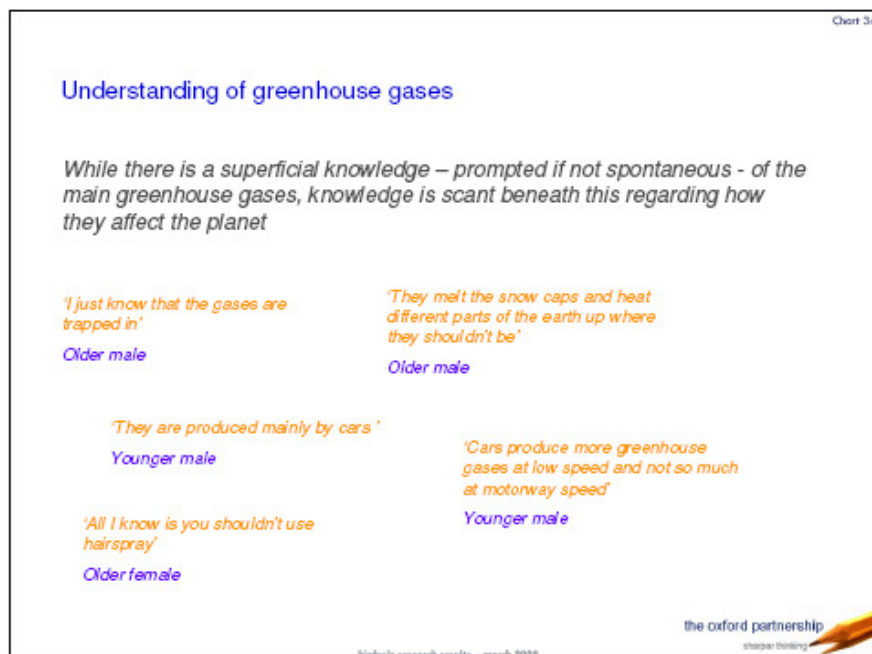 Chart 3
Understanding of greenhouse gases
While there is a superficial knowledge – prompted if not spontaneous - of the
main greenhouse gases, knowledge is scant beneath this regarding how
they affect the planet
‘I just know that the gases are
trapped in’
Older male
‘They melt the snow caps and heat
different parts of the earth up where
they shouldn’t be’
Older male
‘They are produced mainly by cars ’
Younger male
‘Cars produce more greenhouse
gases at low speed and not so much
at motorway speed’
Younger male
‘All I know is you shouldn’t use
hairspray’
Older female
the oxford partnership
sharper thinking
research results